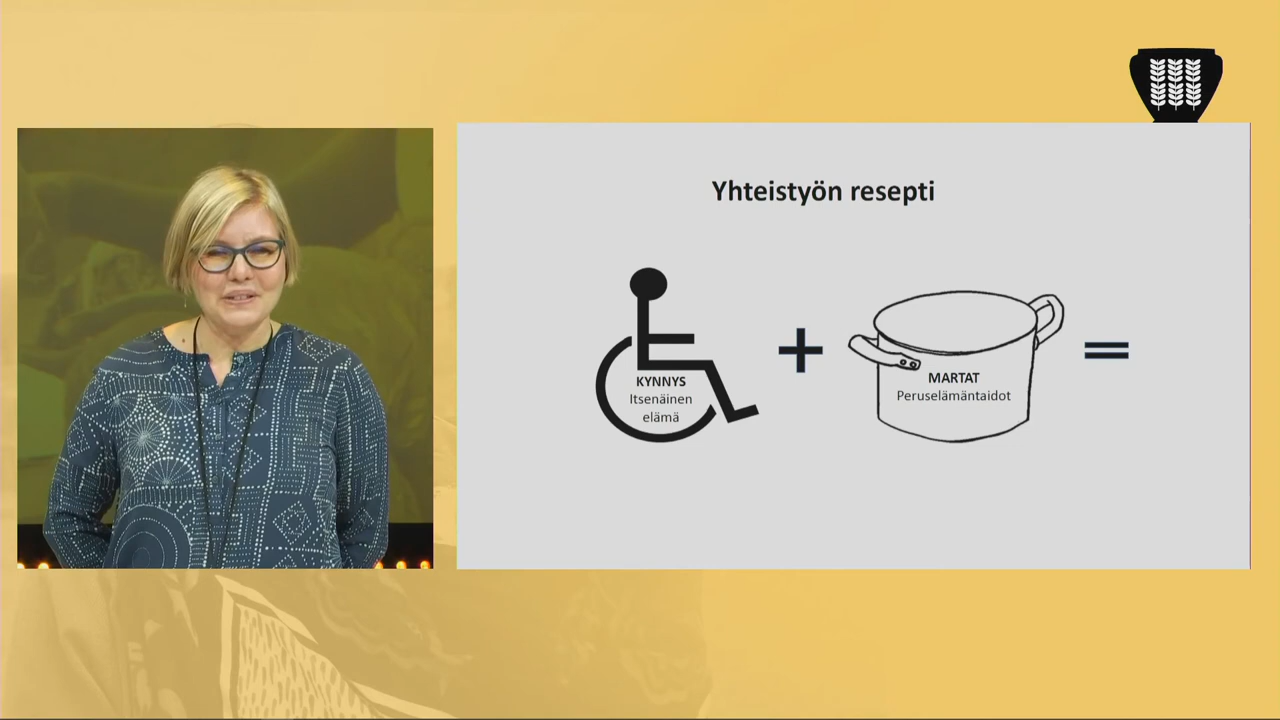 Yhteistyön resepti
KYNNYS
Itsenäinen
elämä
+
MARTAT
Peruselämäntaidot
=